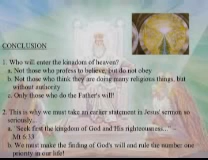 CONCLUSION
1. Who will enter the kingdom of heaven?
a. Not those who profess to believe, but do not obey
b. Not those who think they are doing many religious things, but
without authority
c. Only those who do the Father's will!
2. This is why we must take an earlier statement in Jesus' sermon so
seriously...
a. Seek first the kingdom of God and His righteousness...
Mt 6:33
b. We must make the finding of God's will and rule the number one
priority in our life!